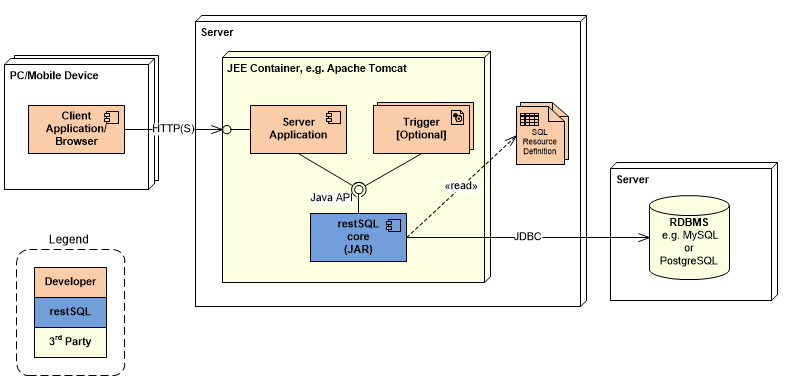 Server
JEE Container, e.g. Apache Tomcat
PC/Mobile Device
Client
Application/
Browser
HTTP(S)
Server
Application
Trigger
[Optional]
SQL
Resource
Definition
«read»
Java API
restSQL
core
(JAR)
JDBC
Server
RDBMS
e.g. MySQL
or
PostgreSQL
Legend
Developer
restSQL
3rd Party